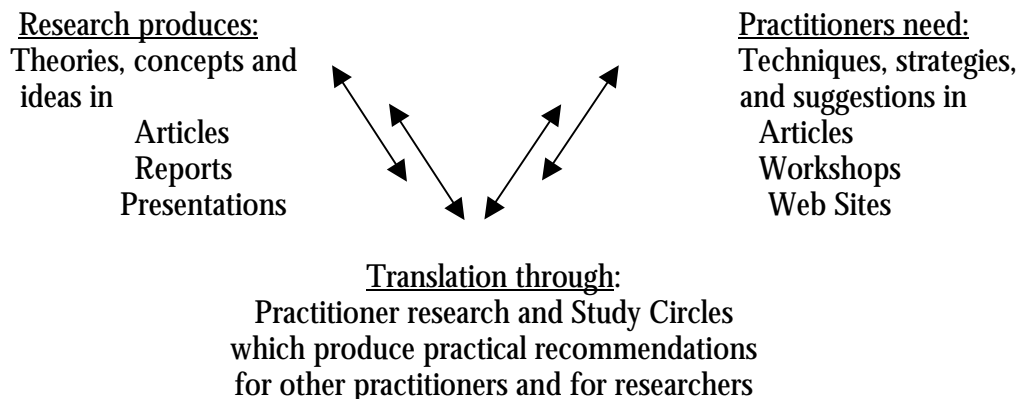 Research produces:
Theories, concepts and
ideas in
Articles
Reports
Presentations
Practitioners need:
Techniques, strategies,
and suggestions in
Articles
Workshops
Web Sites
Translation through:
Practitioner research and Study Circles
which produce practical recommendations
for other practitioners and for researchers